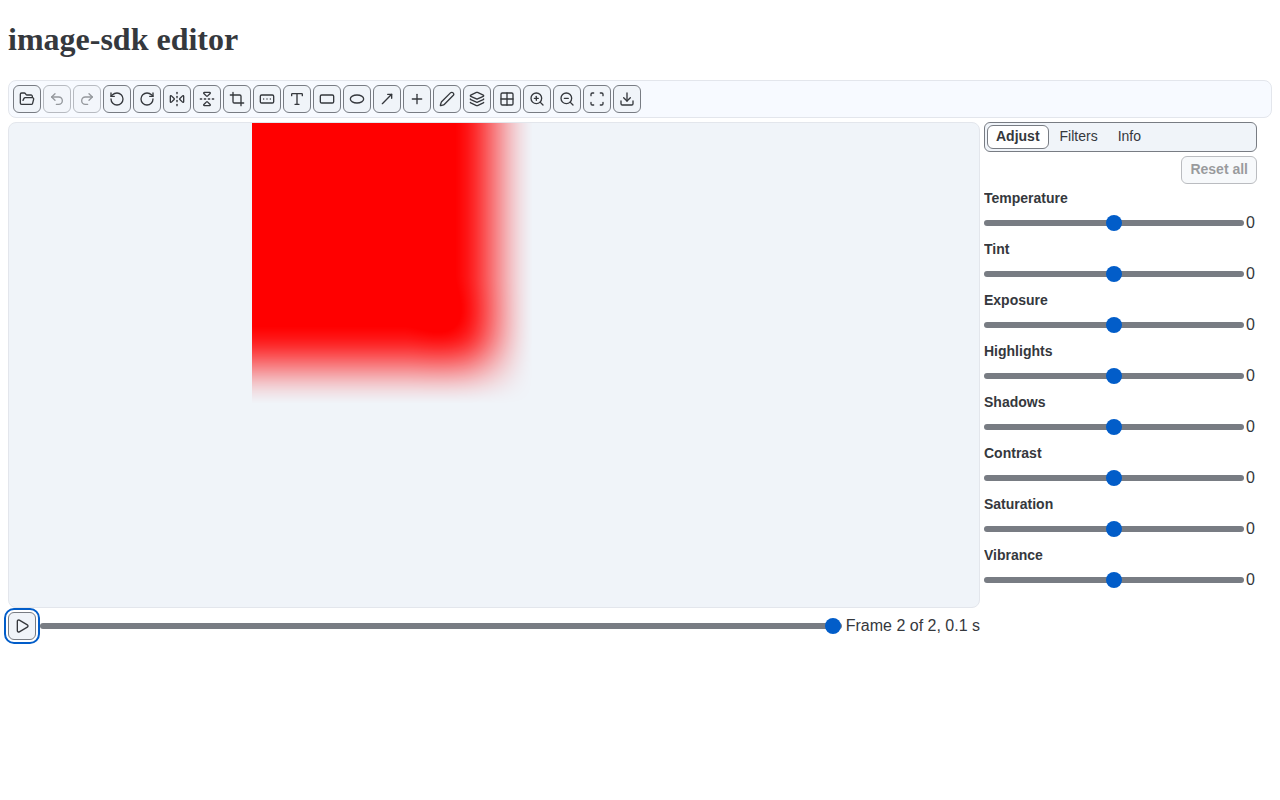 image-sdk editor
Adjust Filters Info
Reset all
Temperature
0
Tint
0
Exposure
0
Highlights
0
Shadows
0
Contrast
0
Saturation
0
Vibrance
0
Frame 2 of 2, 0.1 s